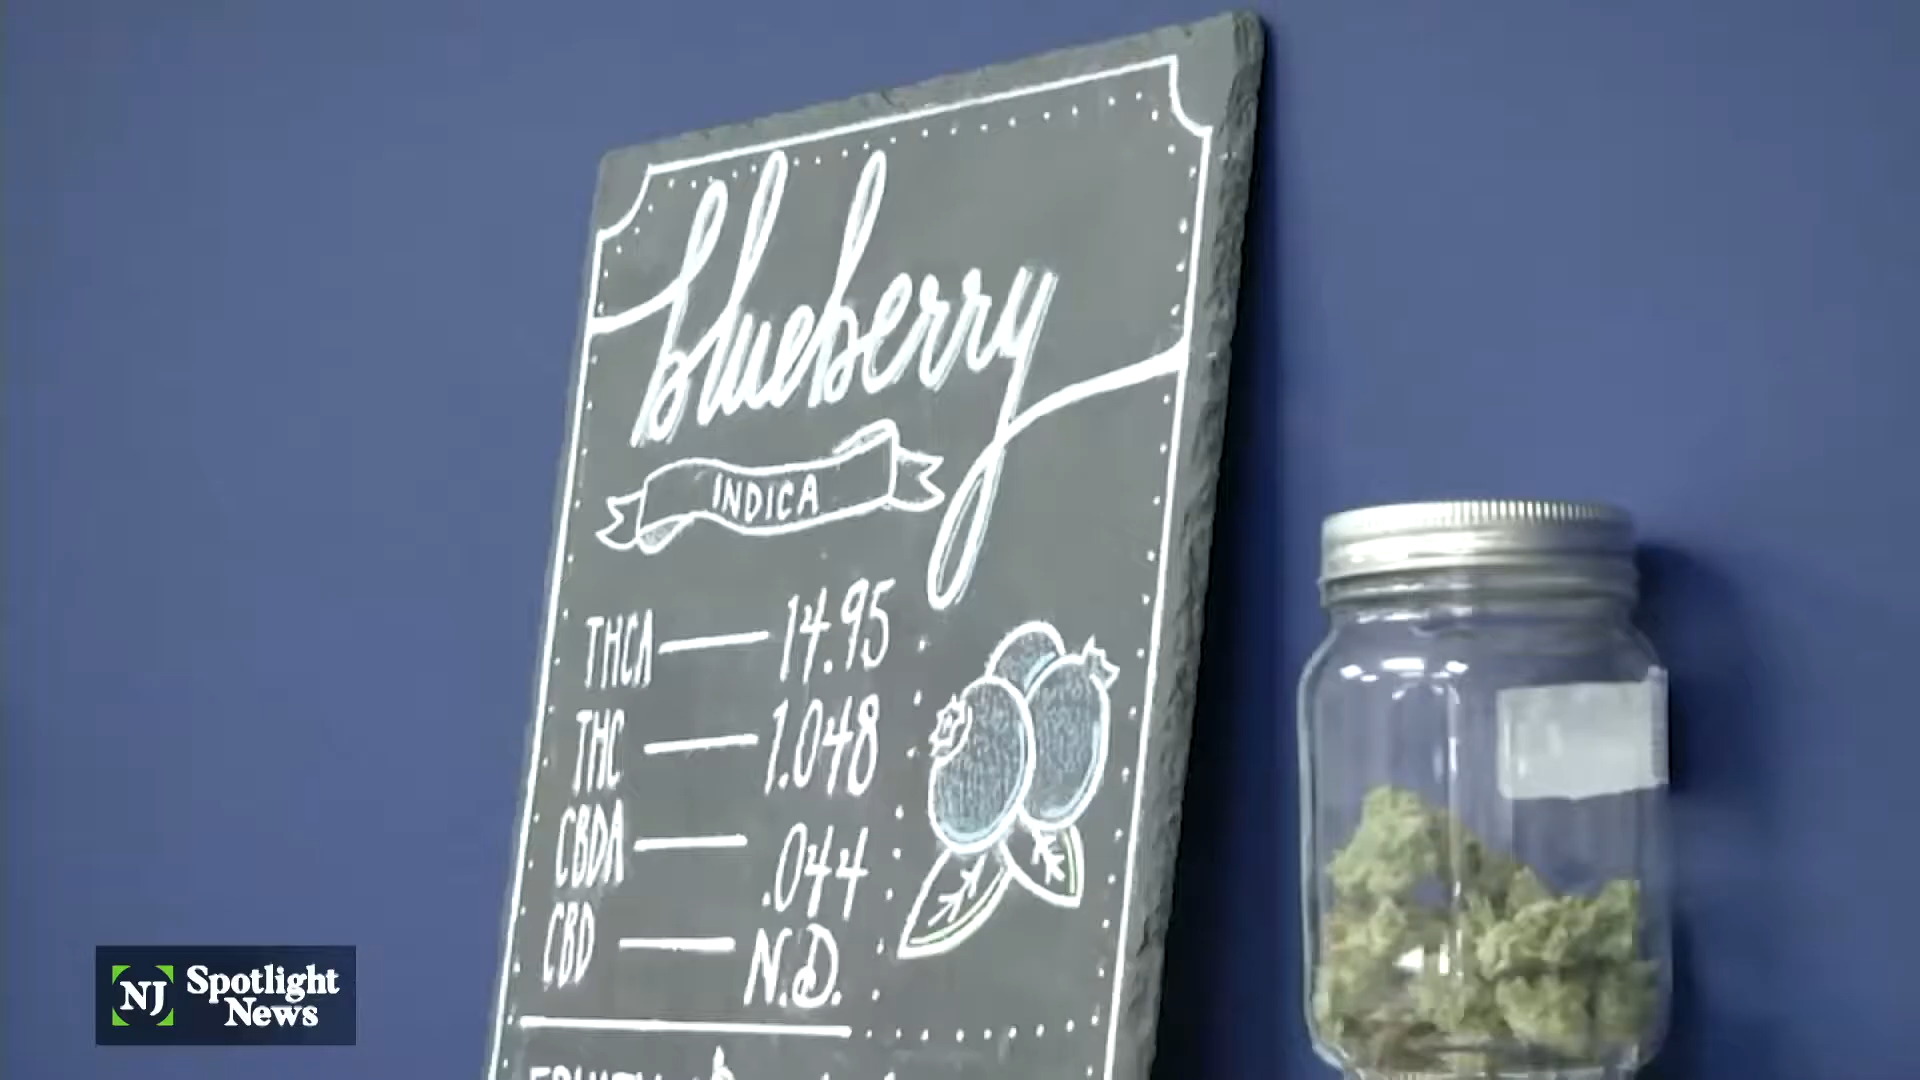 blueberry
INDICA
THCA — 14.95
THC — 1.048
CBDA — .044
CBD — N.D.
NJ Spotlight
News